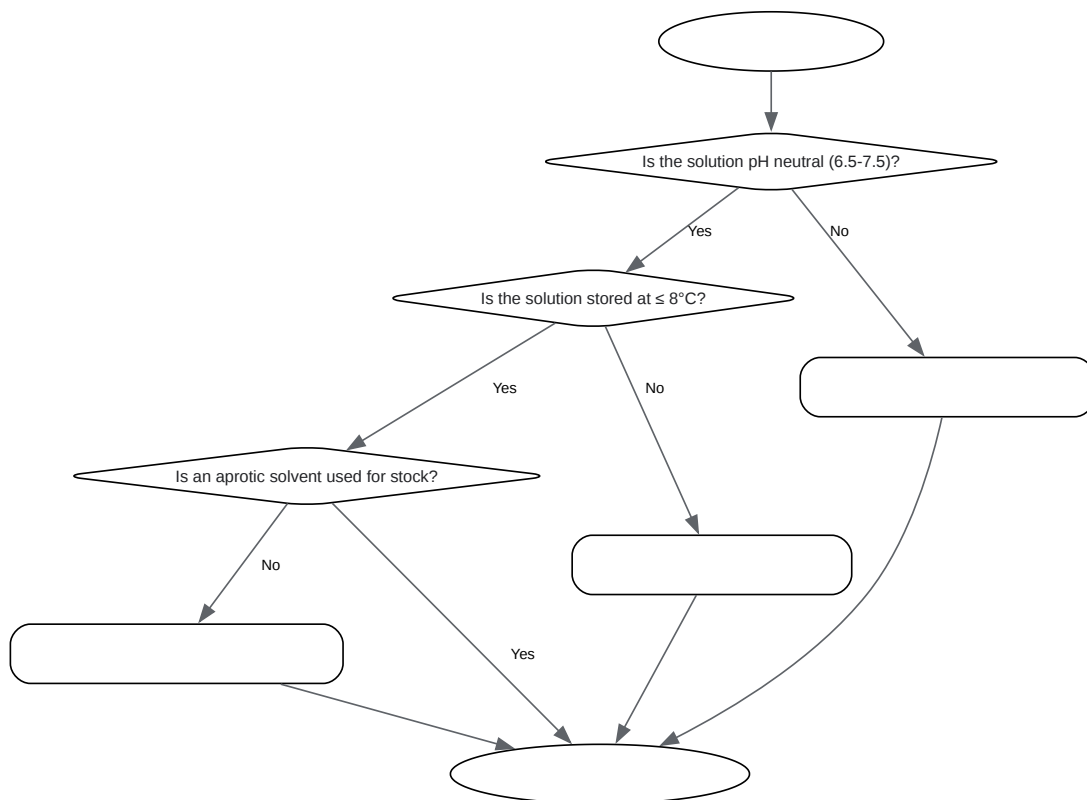 Is the solution pH neutral (6.5-7.5)?
Yes
No
Is the solution stored at ≤ 8°C?
Yes
No
Is an aprotic solvent used for stock?
No
Yes